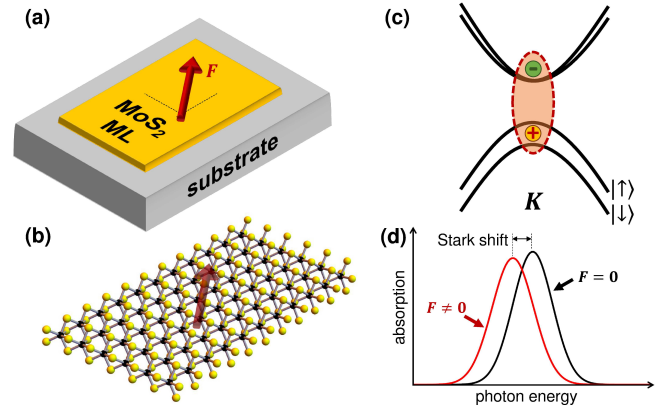 (a)
F
MoS₂
ML
substrate
(b)
(c)
K
|↑⟩
|↓⟩
(d)
Stark shift
F = 0
F ≠ 0
absorption
photon energy